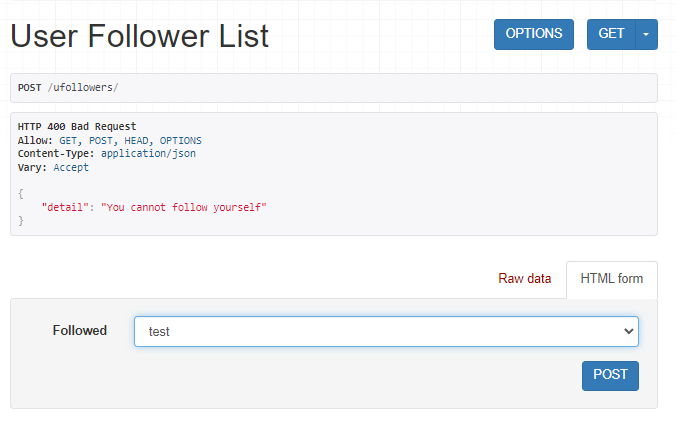 User Follower List
OPTIONS
GET
POST /ufollowers/
HTTP 400 Bad Request
Allow: GET, POST, HEAD, OPTIONS
Content-Type: application/json
Vary: Accept
{
"detail": "You cannot follow yourself"
}
Raw data
HTML form
Followed
test
POST